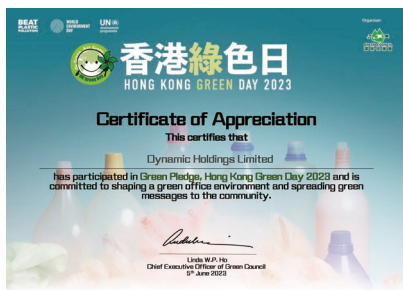 BEAT
PLASTIC
POLLUTION
WORLD
ENVIRONMENT
DAY
UN
environment
programme
Organiser:
香港綠色日
HONG KONG GREEN DAY 2023
Certificate of Appreciation
This certifies that
Dynamic Holdings Limited
has participated in Green Pledge, Hong Kong Green Day 2023 and is
committed to shaping a green office environment and spreading green
messages to the community.
Linda W.P. Ho
Chief Executive Officer of Green Council
5th June 2023